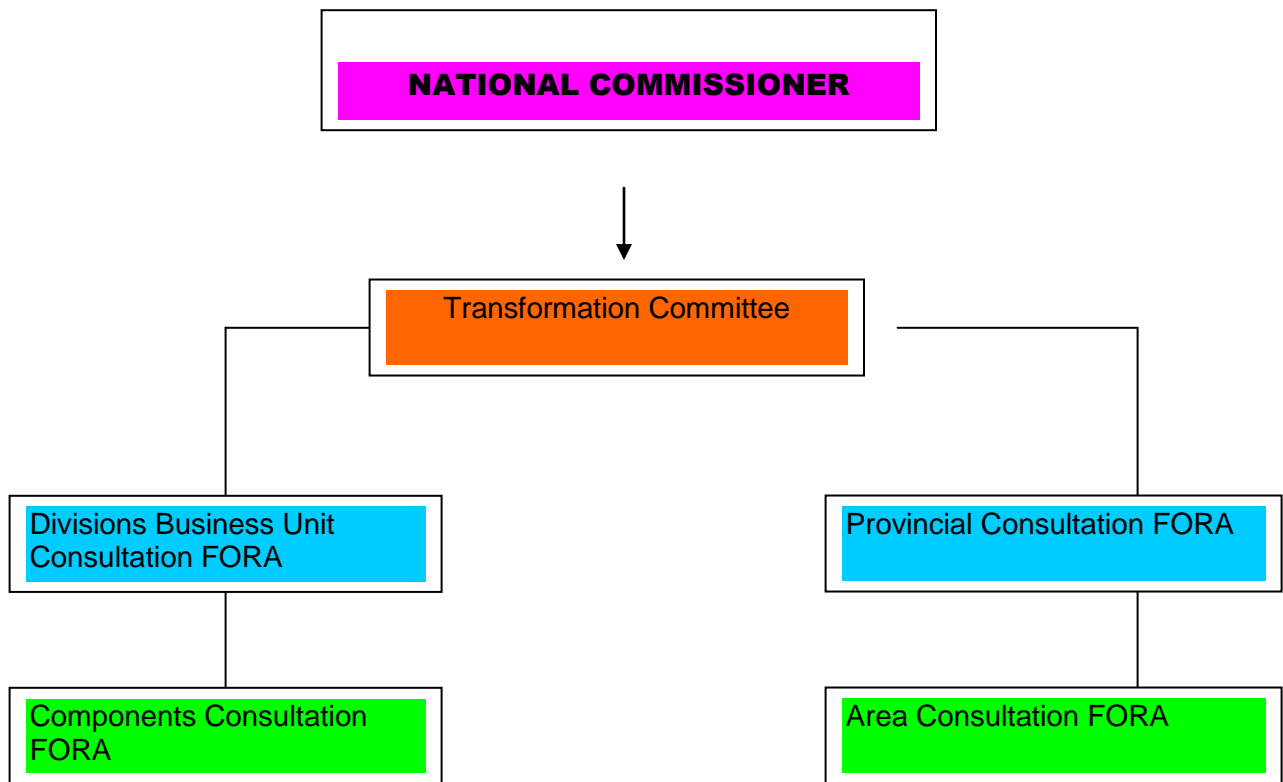 NATIONAL COMMISSIONER
Transformation Committee
Divisions Business Unit
Consultation FORA
Provincial Consultation FORA
Components Consultation
FORA
Area Consultation FORA